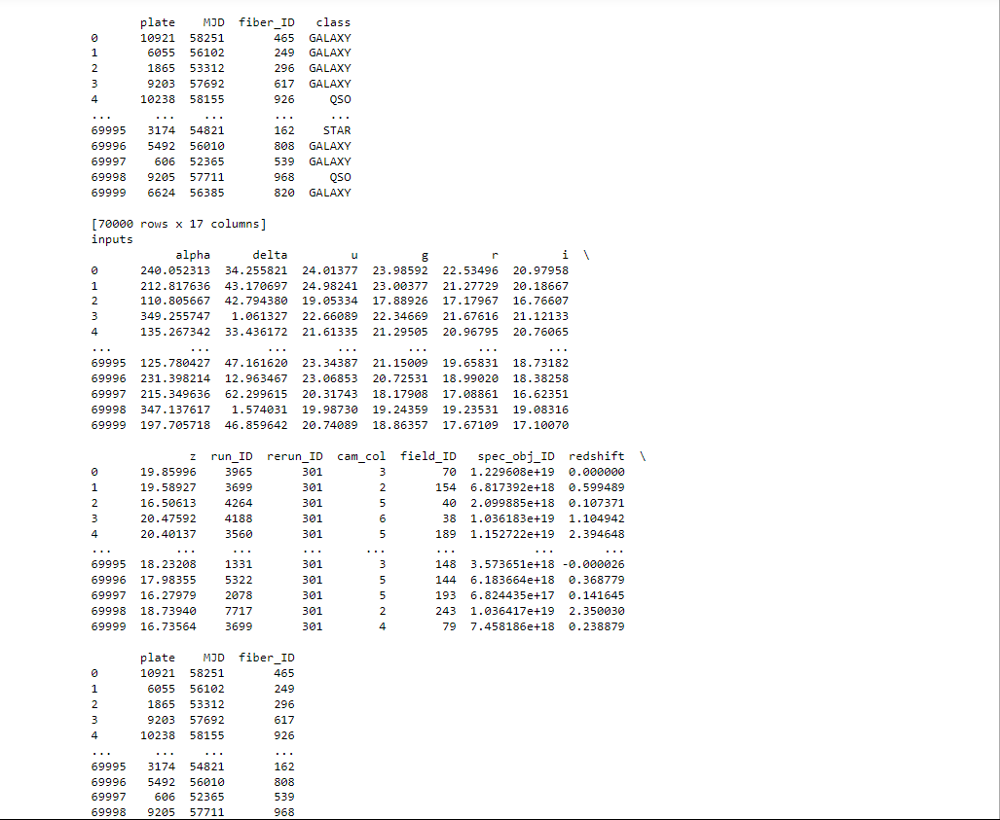 plate MJD fiber_ID class
0 10921 58251 465 GALAXY
1 6055 56102 249 GALAXY
2 1865 53312 296 GALAXY
3 9203 57692 617 GALAXY
4 10238 58155 926 QSO
... ... ... ... ...
69995 3174 54821 162 STAR
69996 5492 56010 808 GALAXY
69997 606 52365 539 GALAXY
69998 9205 57711 968 QSO
69999 6624 56385 820 GALAXY
[70000 rows x 17 columns]
inputs
alpha delta u g r i \
0 240.052313 34.255821 24.01377 23.98592 22.53496 20.97958
1 212.817636 43.170697 24.98241 23.00377 21.27729 20.18667
2 110.805667 42.794380 19.05334 17.88926 17.17967 16.76607
3 349.255747 1.061327 22.66089 22.34669 21.67616 21.12133
4 135.267342 33.436172 21.61335 21.29505 20.96795 20.76065
... ... ... ... ... ... ...
69995 125.780427 47.161620 23.34387 21.15009 19.65831 18.73182
69996 231.398214 12.963467 23.06853 20.72531 18.99020 18.38258
69997 215.349636 62.299615 20.31743 18.17908 17.08861 16.62351
69998 347.137617 1.574031 19.98730 19.24359 19.23531 19.08316
69999 197.705718 46.859642 20.74089 18.86357 17.67109 17.10070
z run_ID rerun_ID cam_col field_ID spec_obj_ID redshift \
0 19.85996 3965 301 3 70 1.229608e+19 0.000000
1 19.58927 3699 301 2 154 6.817392e+18 0.599489
2 16.50613 4264 301 5 40 2.099885e+18 0.107371
3 20.47592 4188 301 6 38 1.036183e+19 1.104942
4 20.40137 3560 301 5 189 1.152722e+19 2.394648
... ... ... ... ... ... ... ...
69995 18.23208 1331 301 3 148 3.573651e+18 -0.000026
69996 17.98355 5322 301 5 144 6.183664e+18 0.368779
69997 16.27979 2078 301 5 193 6.824435e+17 0.141645
69998 18.73940 7717 301 2 243 1.036417e+19 2.350030
69999 16.73564 3699 301 4 79 7.458186e+18 0.238879
plate MJD fiber_ID
0 10921 58251 465
1 6055 56102 249
2 1865 53312 296
3 9203 57692 617
4 10238 58155 926
... ... ... ...
69995 3174 54821 162
69996 5492 56010 808
69997 606 52365 539
69998 9205 57711 968